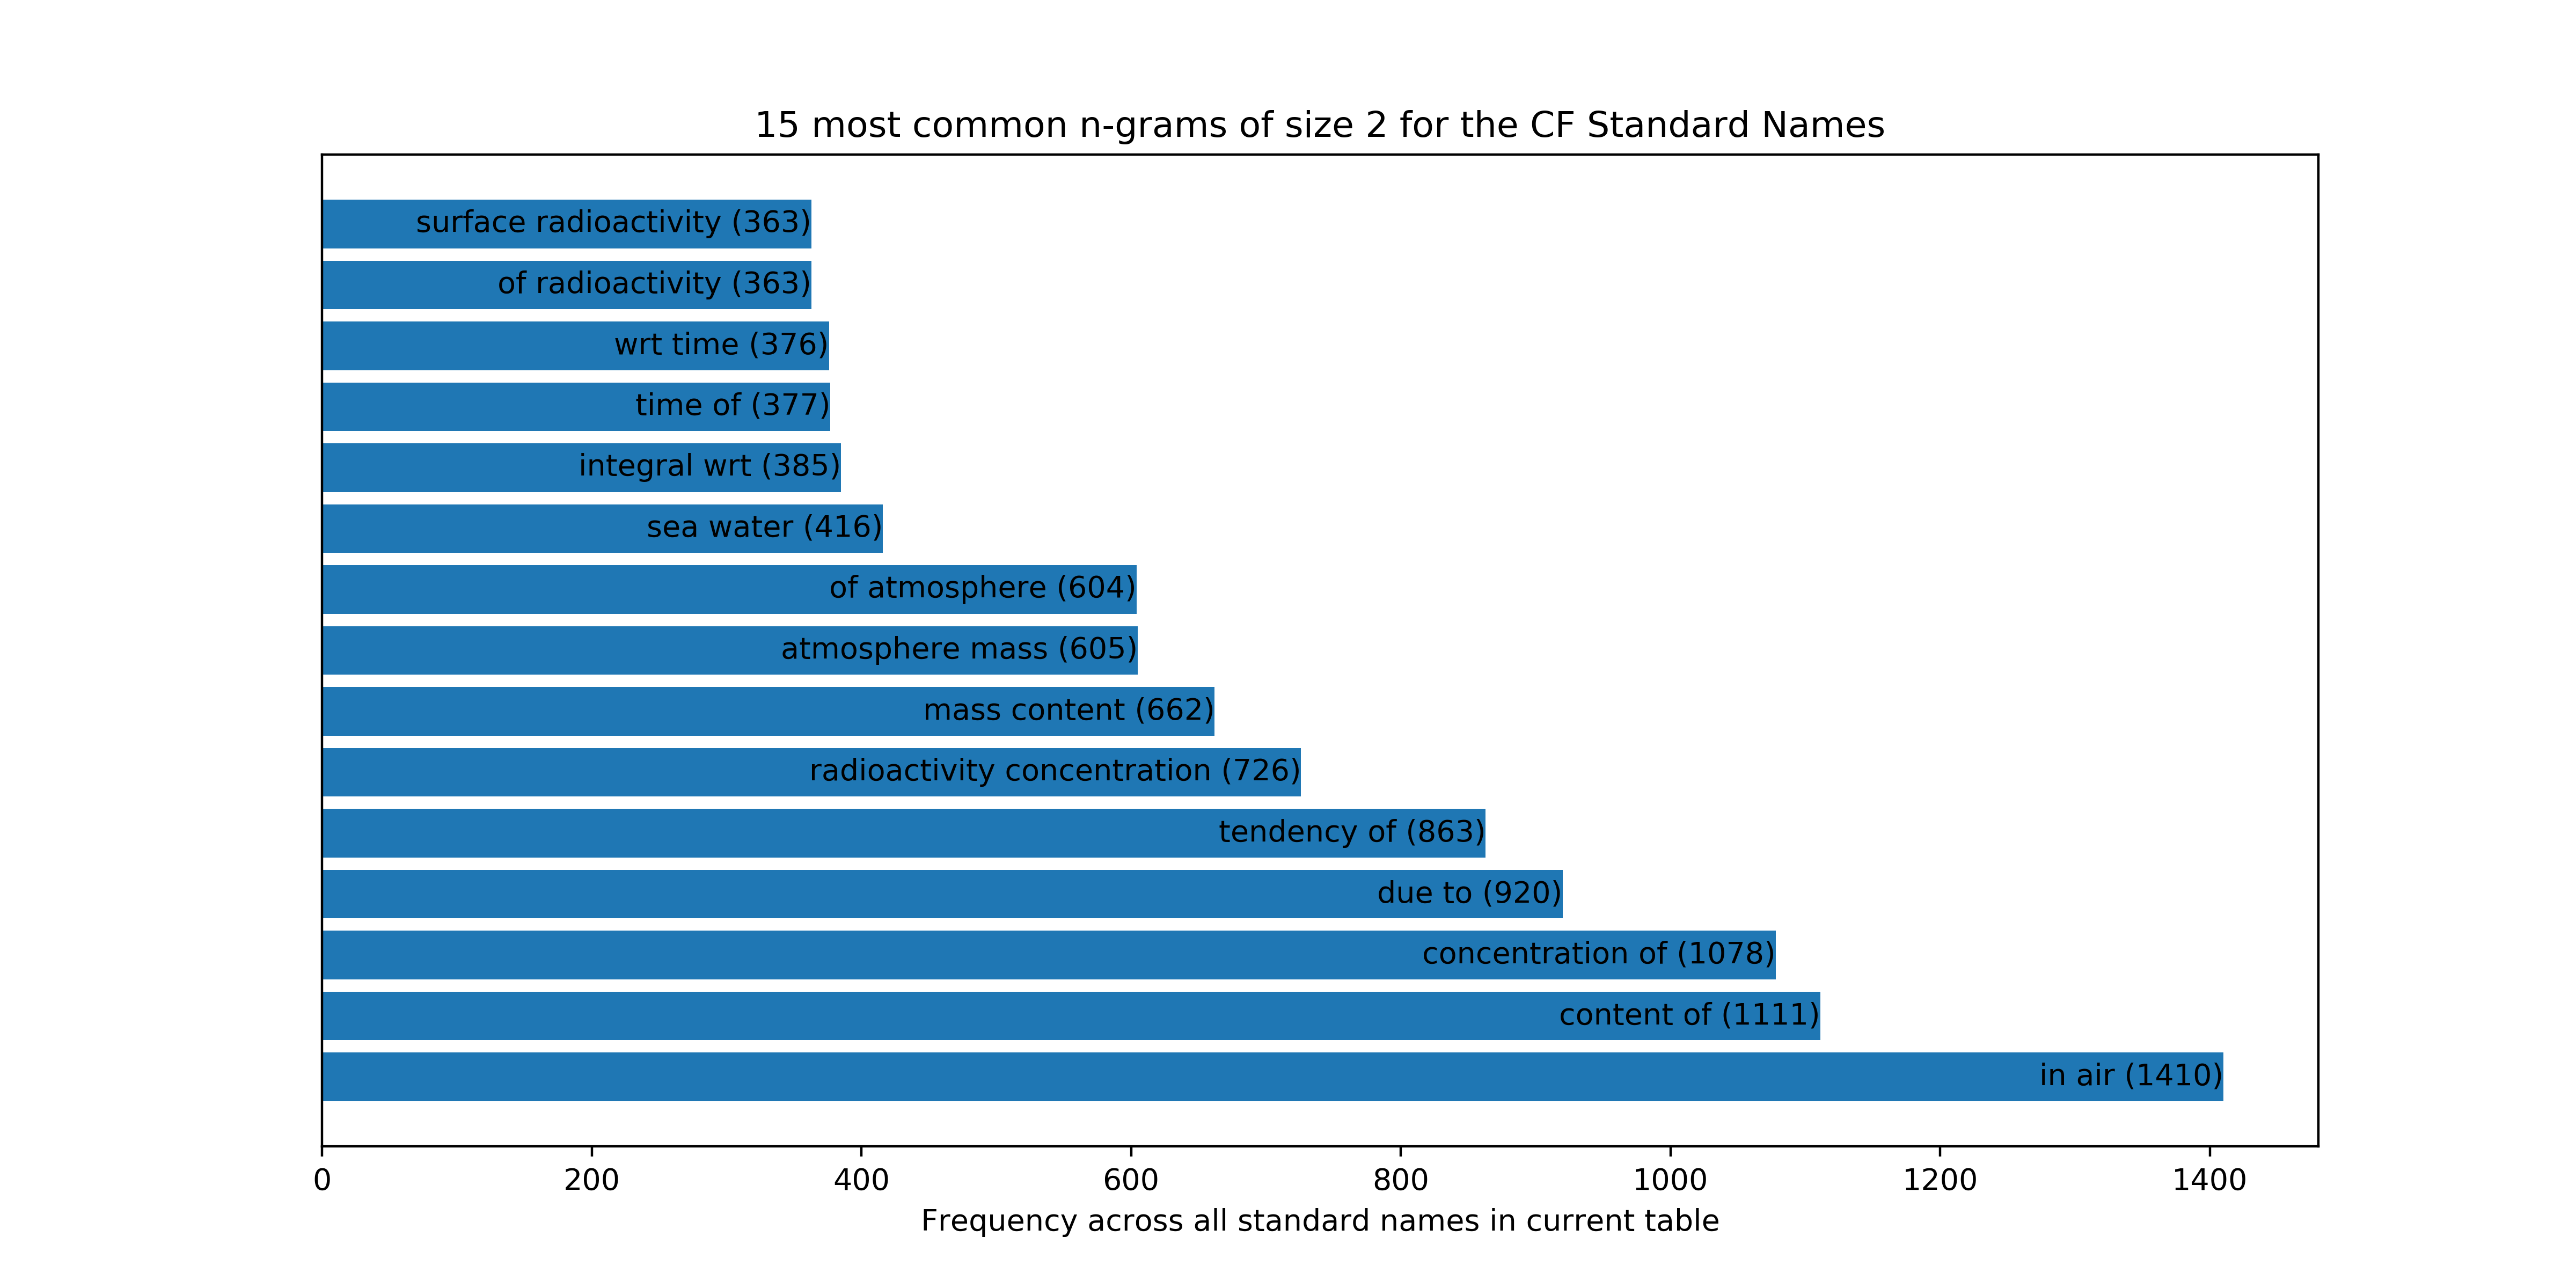 15 most common n-grams of size 2 for the CF Standard Names
surface radioactivity (363)
of radioactivity (363)
wrt time (376)
time of (377)
integral wrt (385)
sea water (416)
of atmosphere (604)
atmosphere mass (605)
mass content (662)
radioactivity concentration (726)
tendency of (863)
due to (920)
concentration of (1078)
content of (1111)
in air (1410)
0 200 400 600 800 1000 1200 1400
Frequency across all standard names in current table